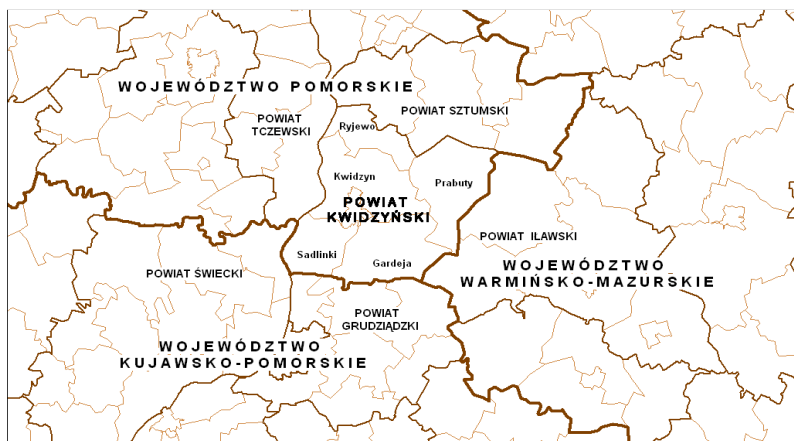 WOJEWÓDZTWO POMORSKIE
POWIAT SZTUMSKI
POWIAT
TCZEWSKI
Ryjewo
Kwidzyn
Prabuty
POWIAT
KWIDZYŃSKI
POWIAT IŁAWSKI
Sadlinki
Gardeja
POWIAT ŚWIECKI
WOJEWÓDZTWO
WARMIŃSKO-MAZURSKIE
POWIAT
GRUDZIĄDZKI
WOJEWÓDZTWO
KUJAWSKO-POMORSKIE